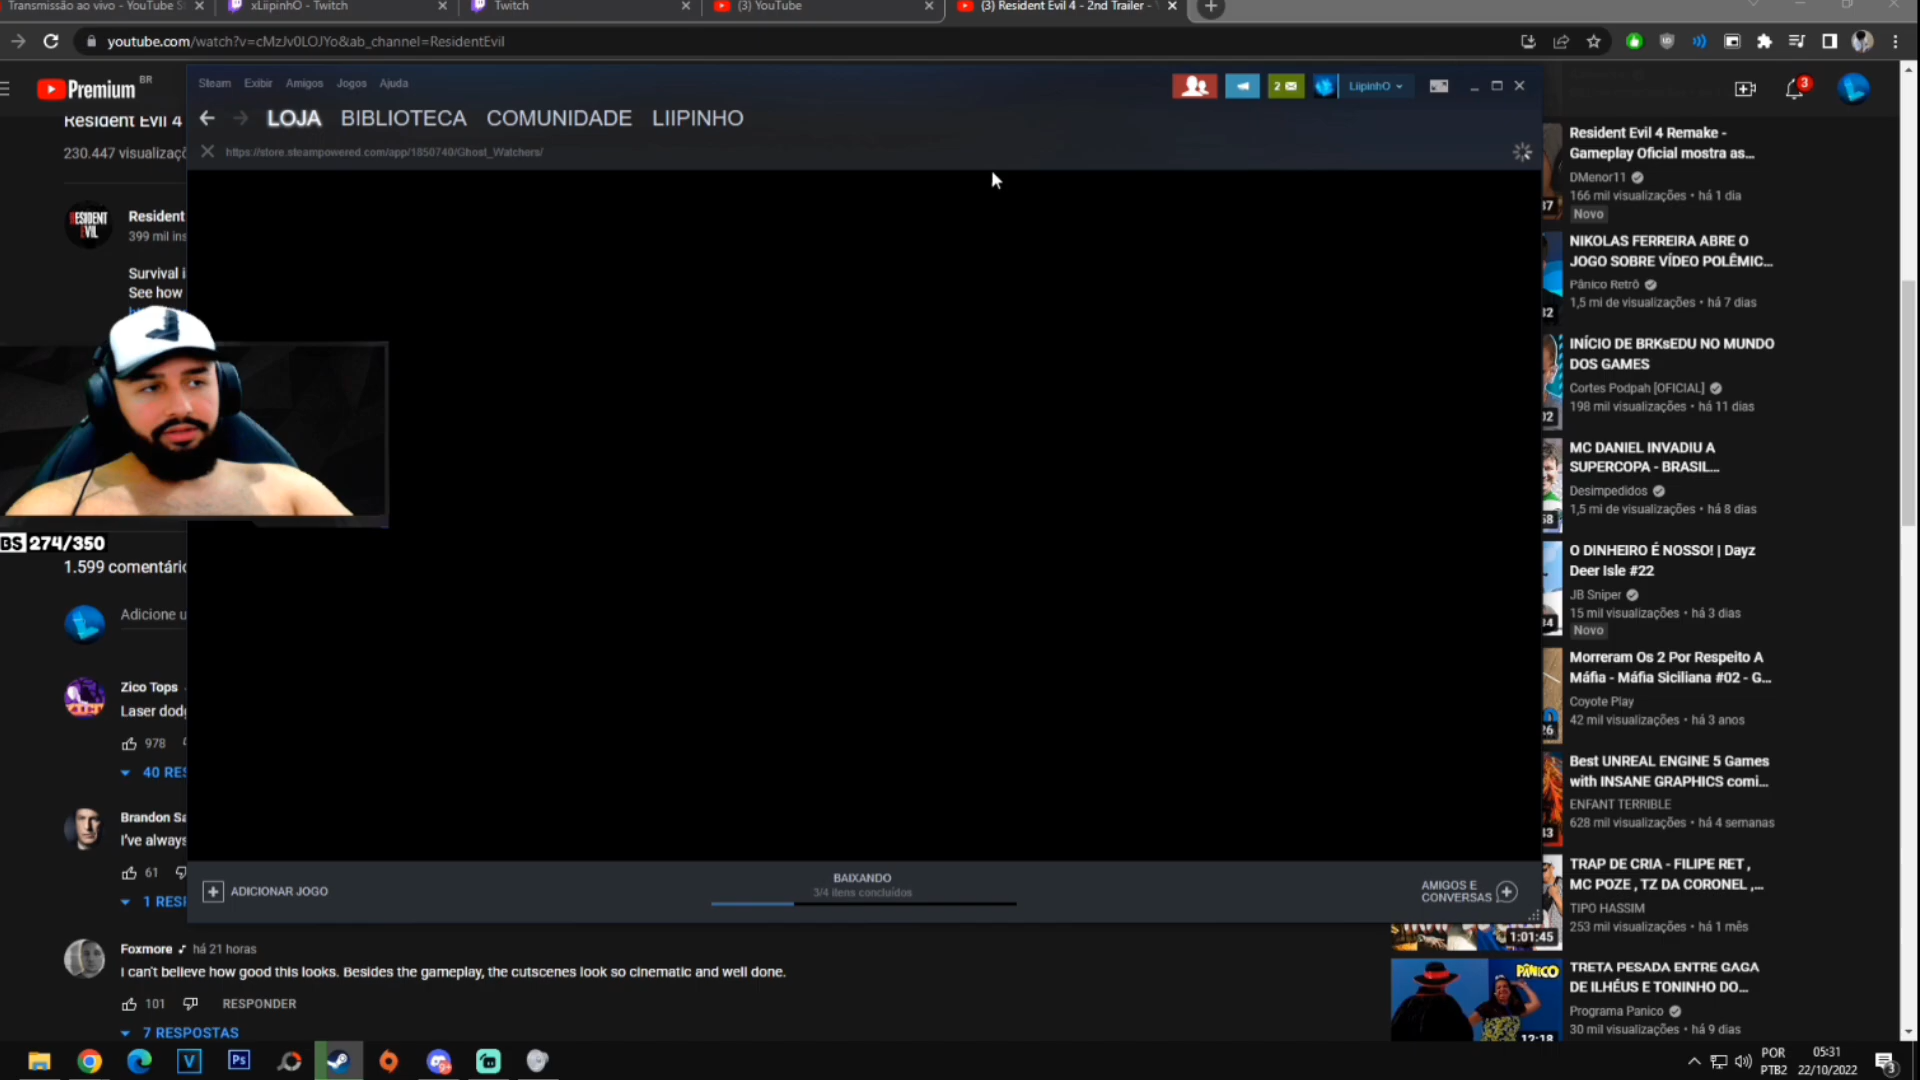 Transmissão ao vivo - YouTube S
xLiipinhO - Twitch
Twitch
(3) YouTube
(3) Resident Evil 4 - 2nd Trailer -
youtube.com/watch?v=cMzJv0LOJYo&ab_channel=ResidentEvil
Premium BR
3
Steam Exibir Amigos Jogos Ajuda
2
LiipinhO
LOJA BIBLIOTECA COMUNIDADE LIIPINHO
https://store.steampowered.com/app/1850740/Ghost_Watchers/
Resident Evil 4
230.447 visualizaç
RESIDENT EVIL
Resident
399 mil ins
Survival i
See how
BS 274/350
1.599 comentário
Adicione u
Zico Tops
Laser dodg
978
40 RES
Brandon Sa
I've always
61
1 RESP
ADICIONAR JOGO
BAIXANDO
3/4 itens concluídos
AMIGOS E CONVERSAS
Foxmore há 21 horas
I can't believe how good this looks. Besides the gameplay, the cutscenes look so cinematic and well done.
101 RESPONDER
7 RESPOSTAS
Resident Evil 4 Remake -
Gameplay Oficial mostra as...
DMenor11
166 mil visualizações • há 1 dia
Novo
NIKOLAS FERREIRA ABRE O
JOGO SOBRE VÍDEO POLÊMIC...
Pânico Retrô
1,5 mi de visualizações • há 7 dias
INÍCIO DE BRKsEDU NO MUNDO
DOS GAMES
Cortes Podpah [OFICIAL]
198 mil visualizações • há 11 dias
MC DANIEL INVADIU A
SUPERCOPA - BRASIL...
Desimpedidos
1,5 mi de visualizações • há 8 dias
O DINHEIRO É NOSSO! | Dayz
Deer Isle #22
JB Sniper
15 mil visualizações • há 3 dias
Novo
Morreram Os 2 Por Respeito A
Máfia - Máfia Siciliana #02 - G...
Coyote Play
42 mil visualizações • há 3 anos
Best UNREAL ENGINE 5 Games
with INSANE GRAPHICS comi...
ENFANT TERRIBLE
628 mil visualizações • há 4 semanas
TRAP DE CRIA - FILIPE RET ,
MC POZE , TZ DA CORONEL ,...
TIPO HASSIM
253 mil visualizações • há 1 mês
1:01:45
TRETA PESADA ENTRE GAGA
DE ILHÉUS E TONINHO DO...
Programa Panico
30 mil visualizações • há 9 dias
PÂNICO
12:18
Ps
POR
PTB2
05:31
22/10/2022
3